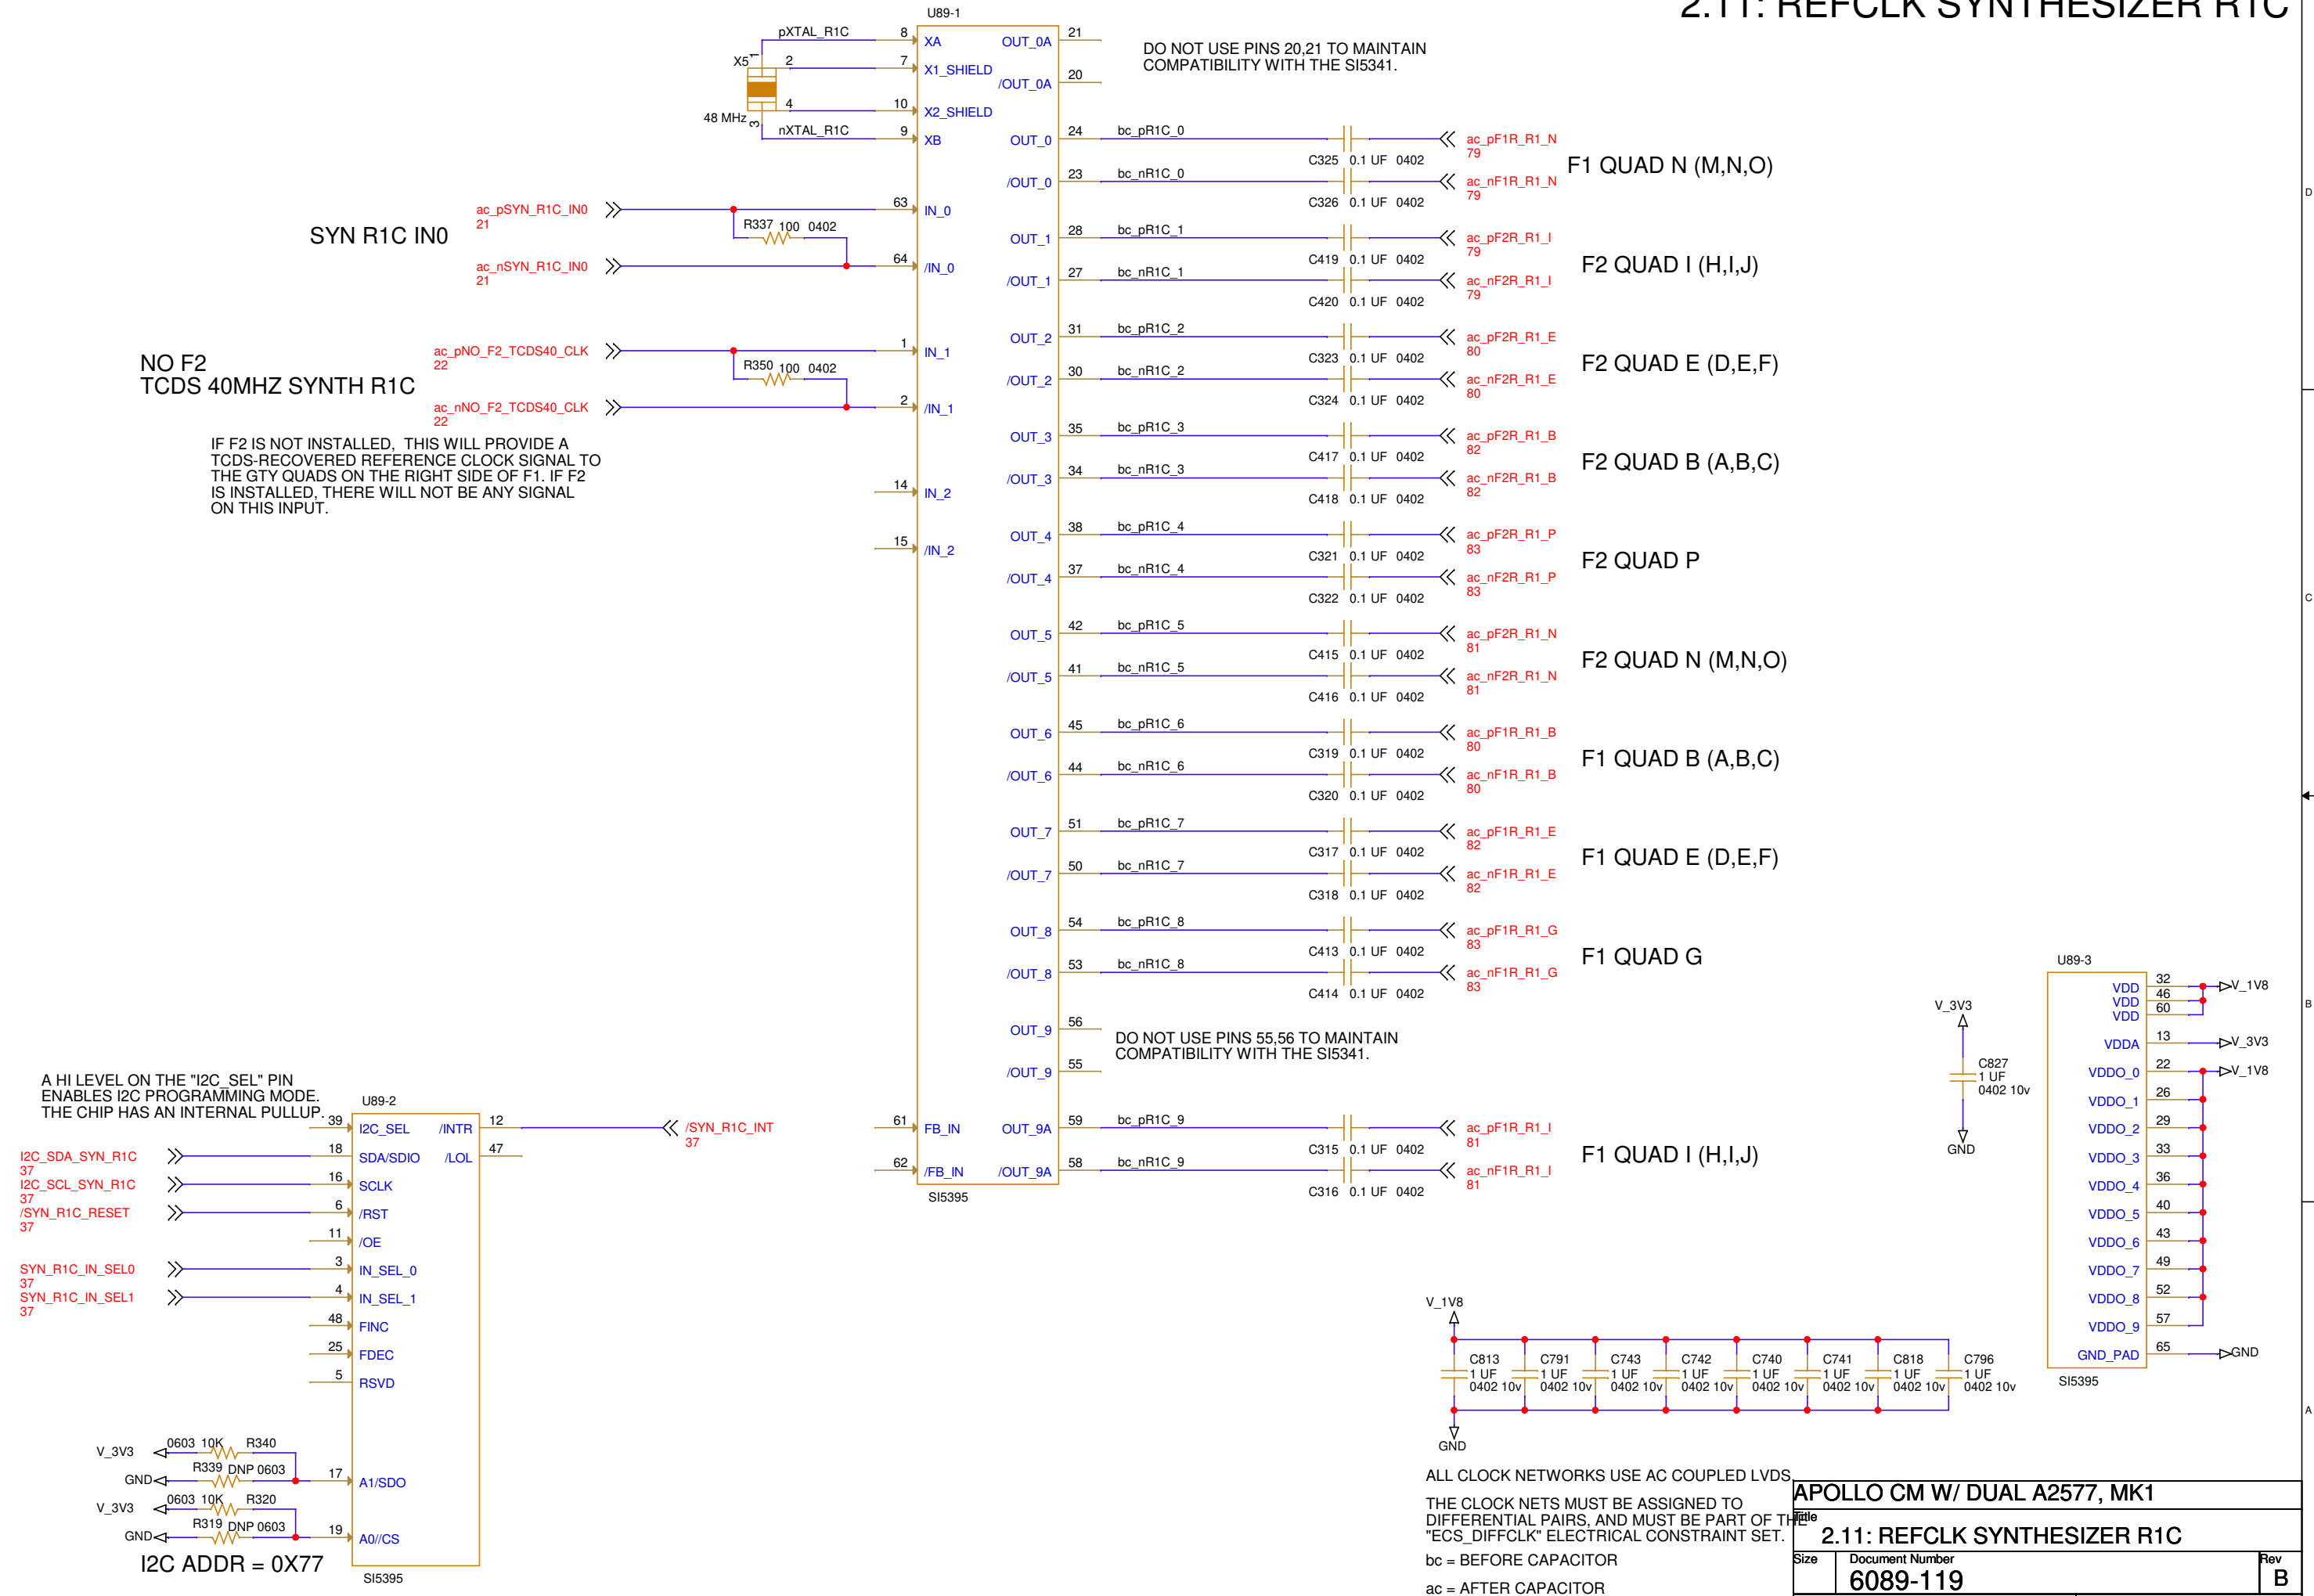 2.11: REFCLK SYNTHESIZER R1C
U89-1
pXTAL_R1C
8
XA
OUT_0A
21
X5
1
2
7
X1_SHIELD
/OUT_0A
20
4
10
X2_SHIELD
48 MHz
3
nXTAL_R1C
9
XB
DO NOT USE PINS 20,21 TO MAINTAIN
COMPATIBILITY WITH THE SI5341.
OUT_0
24
bc_pR1C_0
C325 0.1 UF 0402
ac_pF1R_R1_N
79
/OUT_0
23
bc_nR1C_0
C326 0.1 UF 0402
ac_nF1R_R1_N
79
F1 QUAD N (M,N,O)
SYN R1C IN0
ac_pSYN_R1C_IN0
21
63
IN_0
R337 100 0402
ac_nSYN_R1C_IN0
21
64
/IN_0
OUT_1
28
bc_pR1C_1
C419 0.1 UF 0402
ac_pF2R_R1_I
79
/OUT_1
27
bc_nR1C_1
C420 0.1 UF 0402
ac_nF2R_R1_I
79
F2 QUAD I (H,I,J)
NO F2
TCDS 40MHZ SYNTH R1C
ac_pNO_F2_TCDS40_CLK
22
1
IN_1
R350 100 0402
ac_nNO_F2_TCDS40_CLK
22
2
/IN_1
IF F2 IS NOT INSTALLED, THIS WILL PROVIDE A
TCDS-RECOVERED REFERENCE CLOCK SIGNAL TO
THE GTY QUADS ON THE RIGHT SIDE OF F1. IF F2
IS INSTALLED, THERE WILL NOT BE ANY SIGNAL
ON THIS INPUT.
14
IN_2
15
/IN_2
OUT_2
31
bc_pR1C_2
C323 0.1 UF 0402
ac_pF2R_R1_E
80
/OUT_2
30
bc_nR1C_2
C324 0.1 UF 0402
ac_nF2R_R1_E
80
F2 QUAD E (D,E,F)
OUT_3
35
bc_pR1C_3
C417 0.1 UF 0402
ac_pF2R_R1_B
82
/OUT_3
34
bc_nR1C_3
C418 0.1 UF 0402
ac_nF2R_R1_B
82
F2 QUAD B (A,B,C)
OUT_4
38
bc_pR1C_4
C321 0.1 UF 0402
ac_pF2R_R1_P
83
/OUT_4
37
bc_nR1C_4
C322 0.1 UF 0402
ac_nF2R_R1_P
83
F2 QUAD P
OUT_5
42
bc_pR1C_5
C415 0.1 UF 0402
ac_pF2R_R1_N
81
/OUT_5
41
bc_nR1C_5
C416 0.1 UF 0402
ac_nF2R_R1_N
81
F2 QUAD N (M,N,O)
OUT_6
45
bc_pR1C_6
C319 0.1 UF 0402
ac_pF1R_R1_B
80
/OUT_6
44
bc_nR1C_6
C320 0.1 UF 0402
ac_nF1R_R1_B
80
F1 QUAD B (A,B,C)
OUT_7
51
bc_pR1C_7
C317 0.1 UF 0402
ac_pF1R_R1_E
82
/OUT_7
50
bc_nR1C_7
C318 0.1 UF 0402
ac_nF1R_R1_E
82
F1 QUAD E (D,E,F)
OUT_8
54
bc_pR1C_8
C413 0.1 UF 0402
ac_pF1R_R1_G
83
/OUT_8
53
bc_nR1C_8
C414 0.1 UF 0402
ac_nF1R_R1_G
83
F1 QUAD G
OUT_9
56
/OUT_9
55
DO NOT USE PINS 55,56 TO MAINTAIN
COMPATIBILITY WITH THE SI5341.
61
FB_IN
OUT_9A
59
bc_pR1C_9
C315 0.1 UF 0402
ac_pF1R_R1_I
81
62
/FB_IN
/OUT_9A
58
bc_nR1C_9
C316 0.1 UF 0402
ac_nF1R_R1_I
81
F1 QUAD I (H,I,J)
SI5395
A HI LEVEL ON THE "I2C_SEL" PIN
ENABLES I2C PROGRAMMING MODE.
THE CHIP HAS AN INTERNAL PULLUP.
U89-2
39
I2C_SEL
/INTR
12
/SYN_R1C_INT
37
I2C_SDA_SYN_R1C
37
18
SDA/SDIO
/LOL
47
I2C_SCL_SYN_R1C
37
16
SCLK
/SYN_R1C_RESET
37
6
/RST
11
/OE
SYN_R1C_IN_SEL0
37
3
IN_SEL_0
SYN_R1C_IN_SEL1
37
4
IN_SEL_1
48
FINC
25
FDEC
5
RSVD
V_3V3
0603 10K R340
GND
R339 DNP 0603
17
A1/SDO
V_3V3
0603 10K R320
GND
R319 DNP 0603
19
A0//CS
I2C ADDR = 0X77
SI5395
V_3V3
C827
1 UF
0402 10v
GND
U89-3
VDD
32
V_1V8
VDD
46
VDD
60
VDDA
13
V_3V3
VDDO_0
22
V_1V8
VDDO_1
26
VDDO_2
29
VDDO_3
33
VDDO_4
36
VDDO_5
40
VDDO_6
43
VDDO_7
49
VDDO_8
52
VDDO_9
57
GND_PAD
65
GND
SI5395
V_1V8
C813
1 UF
0402 10v
C791
1 UF
0402 10v
C743
1 UF
0402 10v
C742
1 UF
0402 10v
C740
1 UF
0402 10v
C741
1 UF
0402 10v
C818
1 UF
0402 10v
C796
1 UF
0402 10v
GND
ALL CLOCK NETWORKS USE AC COUPLED LVDS.
THE CLOCK NETS MUST BE ASSIGNED TO
DIFFERENTIAL PAIRS, AND MUST BE PART OF THE
"ECS_DIFFCLK" ELECTRICAL CONSTRAINT SET.
bc = BEFORE CAPACITOR
ac = AFTER CAPACITOR
APOLLO CM W/ DUAL A2577, MK1
Title
2.11: REFCLK SYNTHESIZER R1C
Size
Document Number
6089-119
Rev
B
D
C
B
A